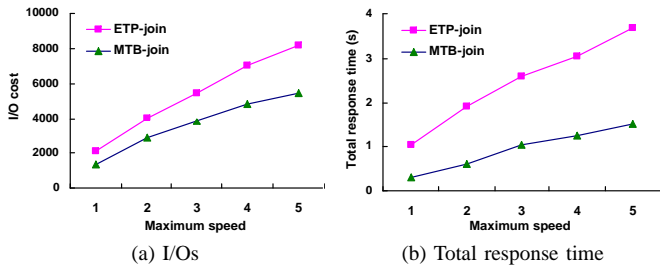 10000
8000
6000
4000
2000
0
I/O cost
ETP-join
MTB-join
1 2 3 4 5
Maximum speed
(a) I/Os
4
3
2
1
0
Total response time (s)
ETP-join
MTB-join
1 2 3 4 5
Maximum speed
(b) Total response time